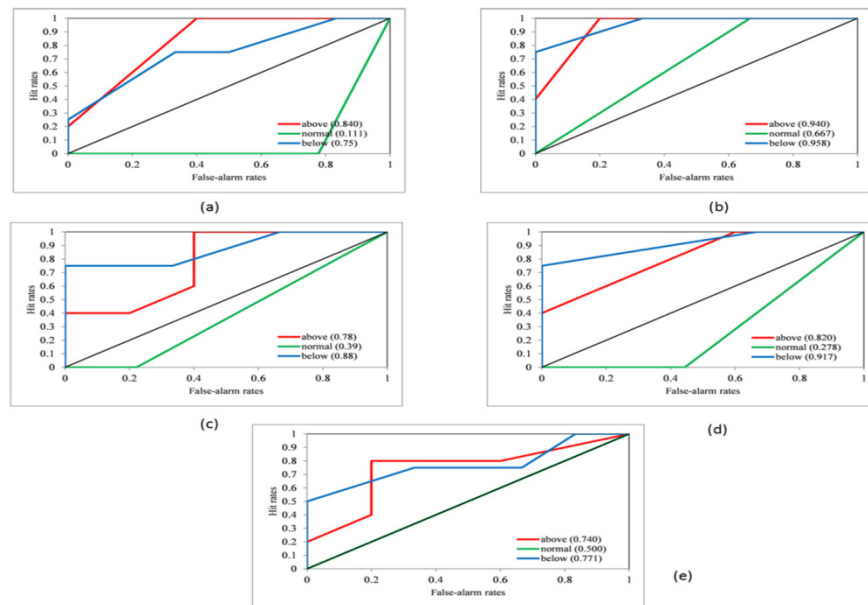 1
0.9
0.8
0.7
0.6
0.5
0.4
0.3
0.2
0.1
0
Hit rates
above (0.840)
normal (0.111)
below (0.75)
0 0.2 0.4 0.6 0.8 1
False-alarm rates
(a)
1
0.9
0.8
0.7
0.6
0.5
0.4
0.3
0.2
0.1
0
Hit rates
above (0.940)
normal (0.667)
below (0.958)
0 0.2 0.4 0.6 0.8 1
False-alarm rates
(b)
1
0.9
0.8
0.7
0.6
0.5
0.4
0.3
0.2
0.1
0
Hit rates
above (0.78)
normal (0.39)
below (0.88)
0 0.2 0.4 0.6 0.8 1
False-alarm rates
(c)
1
0.9
0.8
0.7
0.6
0.5
0.4
0.3
0.2
0.1
0
Hit rates
above (0.820)
normal (0.278)
below (0.917)
0 0.2 0.4 0.6 0.8 1
False-alarm rates
(d)
1
0.9
0.8
0.7
0.6
0.5
0.4
0.3
0.2
0.1
0
Hit rates
above (0.740)
normal (0.500)
below (0.771)
0 0.2 0.4 0.6 0.8 1
False-alarm rates
(e)